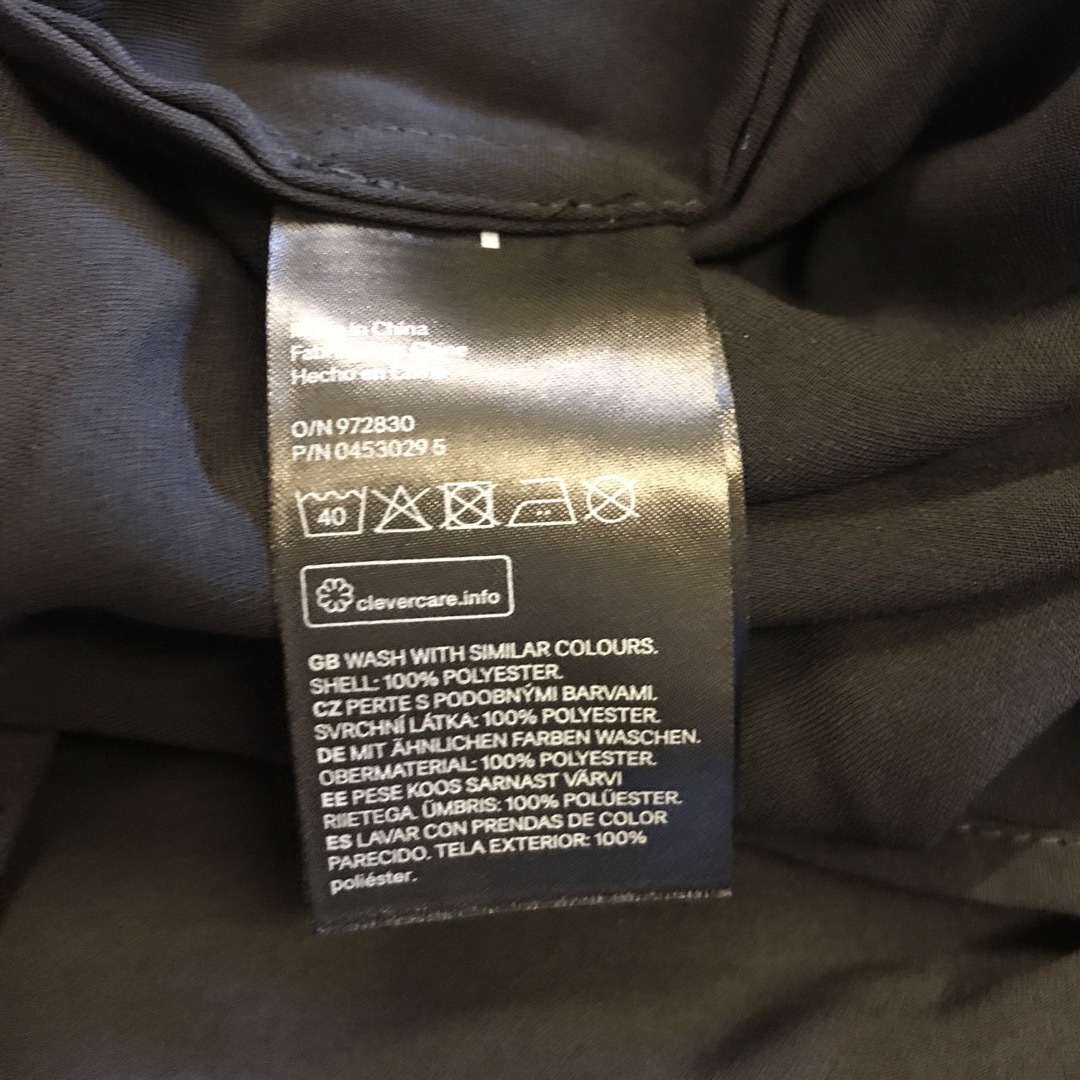 in China
Hecho en
O/N 972830
P/N 0453029 5
40
clevercare.info
GB WASH WITH SIMILAR COLOURS.
SHELL: 100% POLYESTER.
CZ PERTE S PODOBNÝMI BARVAMI.
SVRCHNÍ LÁTKA: 100% POLYESTER.
DE MIT ÄHNLICHEN FARBEN WASCHEN.
OBERMATERIAL: 100% POLYESTER.
EE PESE KOOS SARNAST VÄRVI
RIIETEGA. ÜMBRIS: 100% POLÜESTER.
ES LAVAR CON PRENDAS DE COLOR
PARECIDO. TELA EXTERIOR: 100%
poliéster.